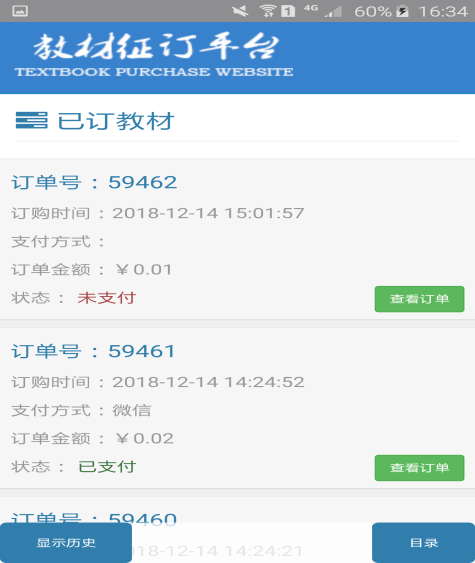 1 4G 60% 16:34
教材征订平台
TEXTBOOK PURCHASE WEBSITE
已订教材
订单号：59462
订购时间：2018-12-14 15:01:57
支付方式：
订单金额：￥0.01
状态： 未支付
查看订单
订单号：59461
订购时间：2018-12-14 14:24:52
支付方式：微信
订单金额：￥0.02
状态： 已支付
查看订单
订单号：59460
18-12-14 14:24:21
显示历史
目录